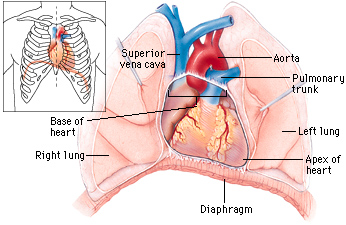 Superior
vena cava
Aorta
Pulmonary
trunk
Base of
heart
Left lung
Right lung
Apex of
heart
Diaphragm